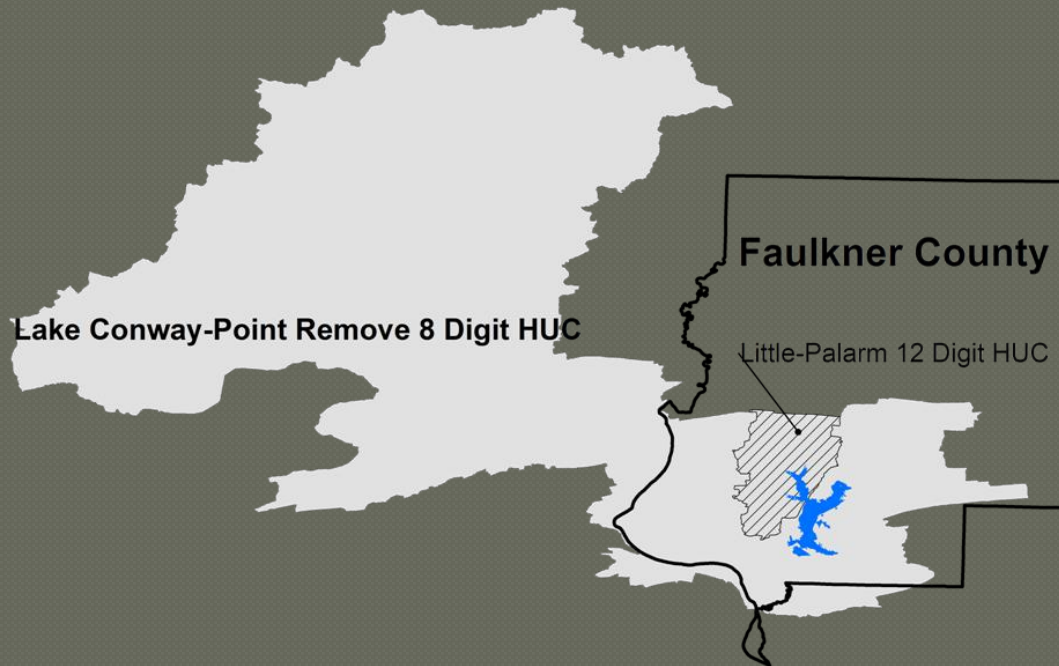 Faulkner County
Lake Conway-Point Remove 8 Digit HUC
Little-Palarm 12 Digit HUC